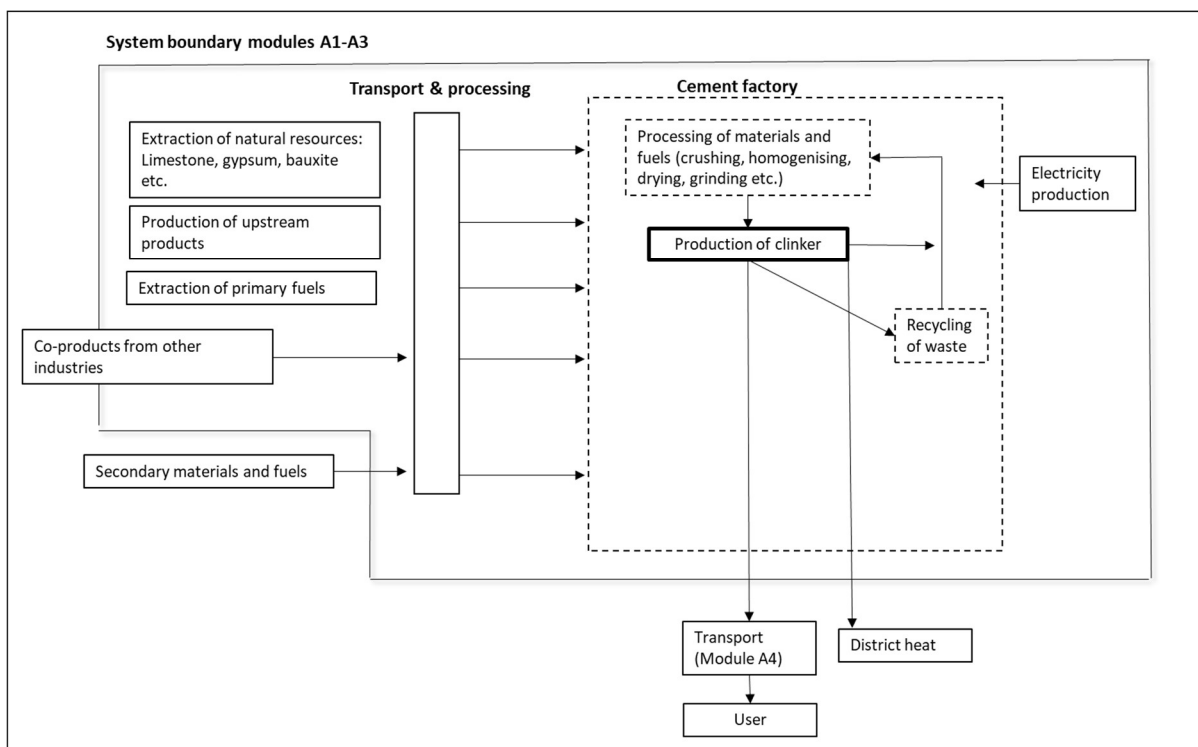 System boundary modules A1-A3
Transport & processing
Cement factory
Extraction of natural resources:
Limestone, gypsum, bauxite
etc.
Production of upstream
products
Extraction of primary fuels
Co-products from other
industries
Secondary materials and fuels
Processing of materials and
fuels (crushing, homogenising,
drying, grinding etc.)
Production of clinker
Recycling
of waste
Electricity
production
Transport
(Module A4)
District heat
User